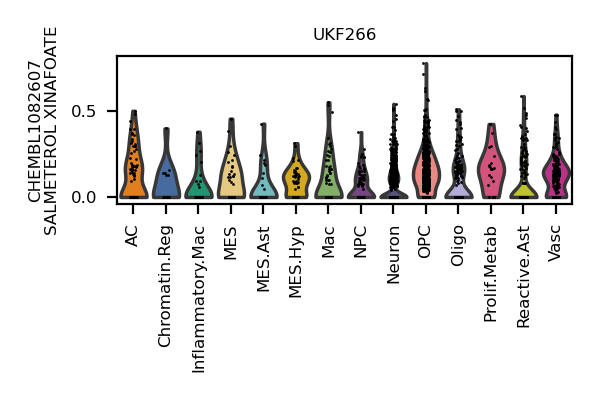 UKF266
CHEMBL1082607
SALMETEROL XINAFOATE
0.5
0.0
AC
Chromatin.Reg
Inflammatory.Mac
MES
MES.Ast
MES.Hyp
Mac
NPC
Neuron
OPC
Oligo
Prolif.Metab
Reactive.Ast
Vasc